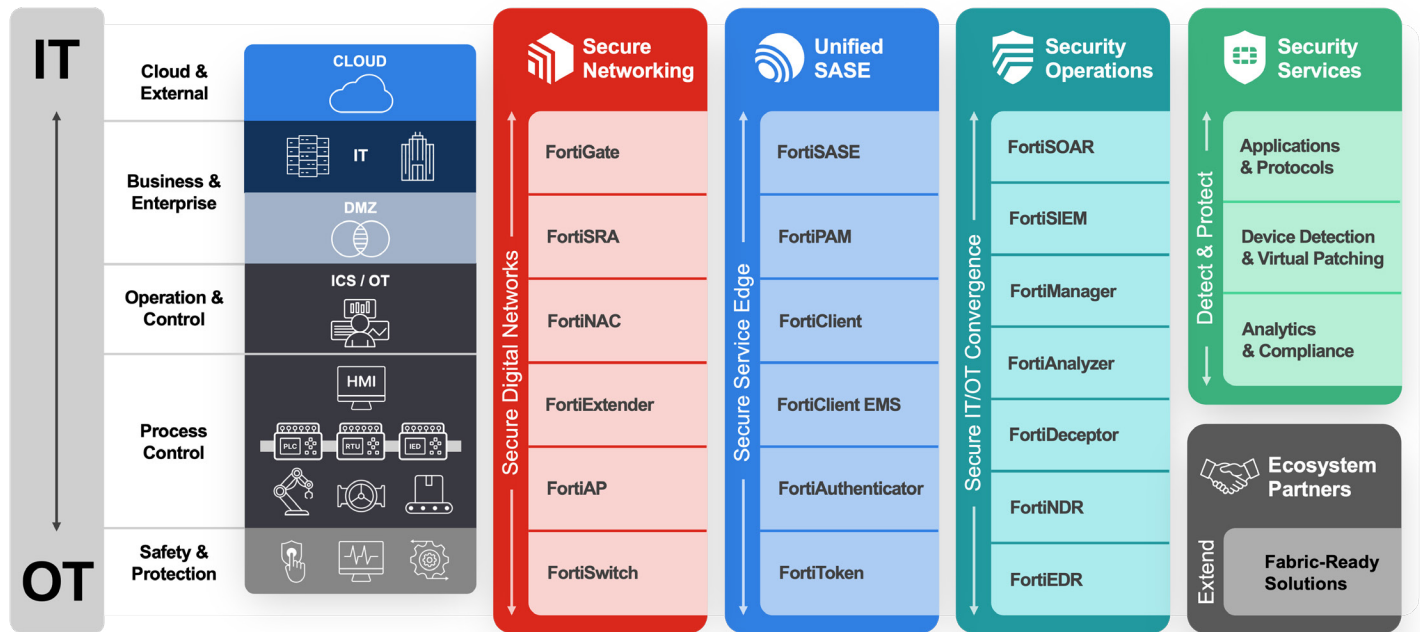 IT
OT
Cloud &
External
Business &
Enterprise
Operation &
Control
Process
Control
Safety &
Protection
CLOUD
IT
DMZ
ICS / OT
HMI
PLC
RTU
IED
Secure
Networking
Secure Digital Networks
FortiGate
FortiSRA
FortiNAC
FortiExtender
FortiAP
FortiSwitch
Unified
SASE
Secure Service Edge
FortiSASE
FortiPAM
FortiClient
FortiClient EMS
FortiAuthenticator
FortiToken
Security
Operations
Secure IT/OT Convergence
FortiSOAR
FortiSIEM
FortiManager
FortiAnalyzer
FortiDeceptor
FortiNDR
FortiEDR
Security
Services
Detect & Protect
Applications
& Protocols
Device Detection
& Virtual Patching
Analytics
& Compliance
Ecosystem
Partners
Extend
Fabric-Ready
Solutions